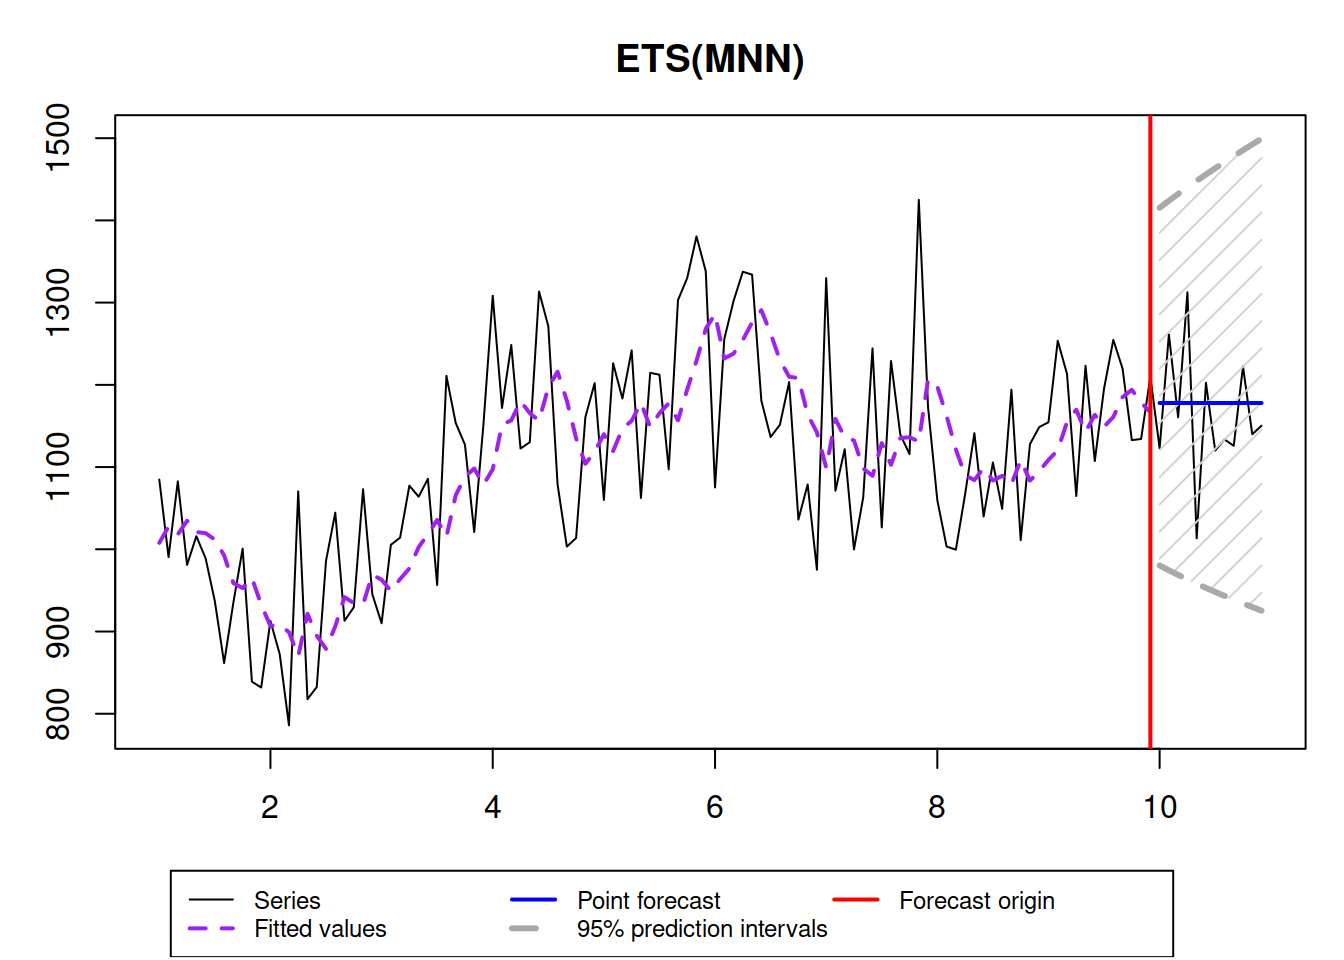 ETS(MNN)
1500
1300
1100
900
800
2 4 6 8 10
Series Point forecast Forecast origin
Fitted values 95% prediction intervals